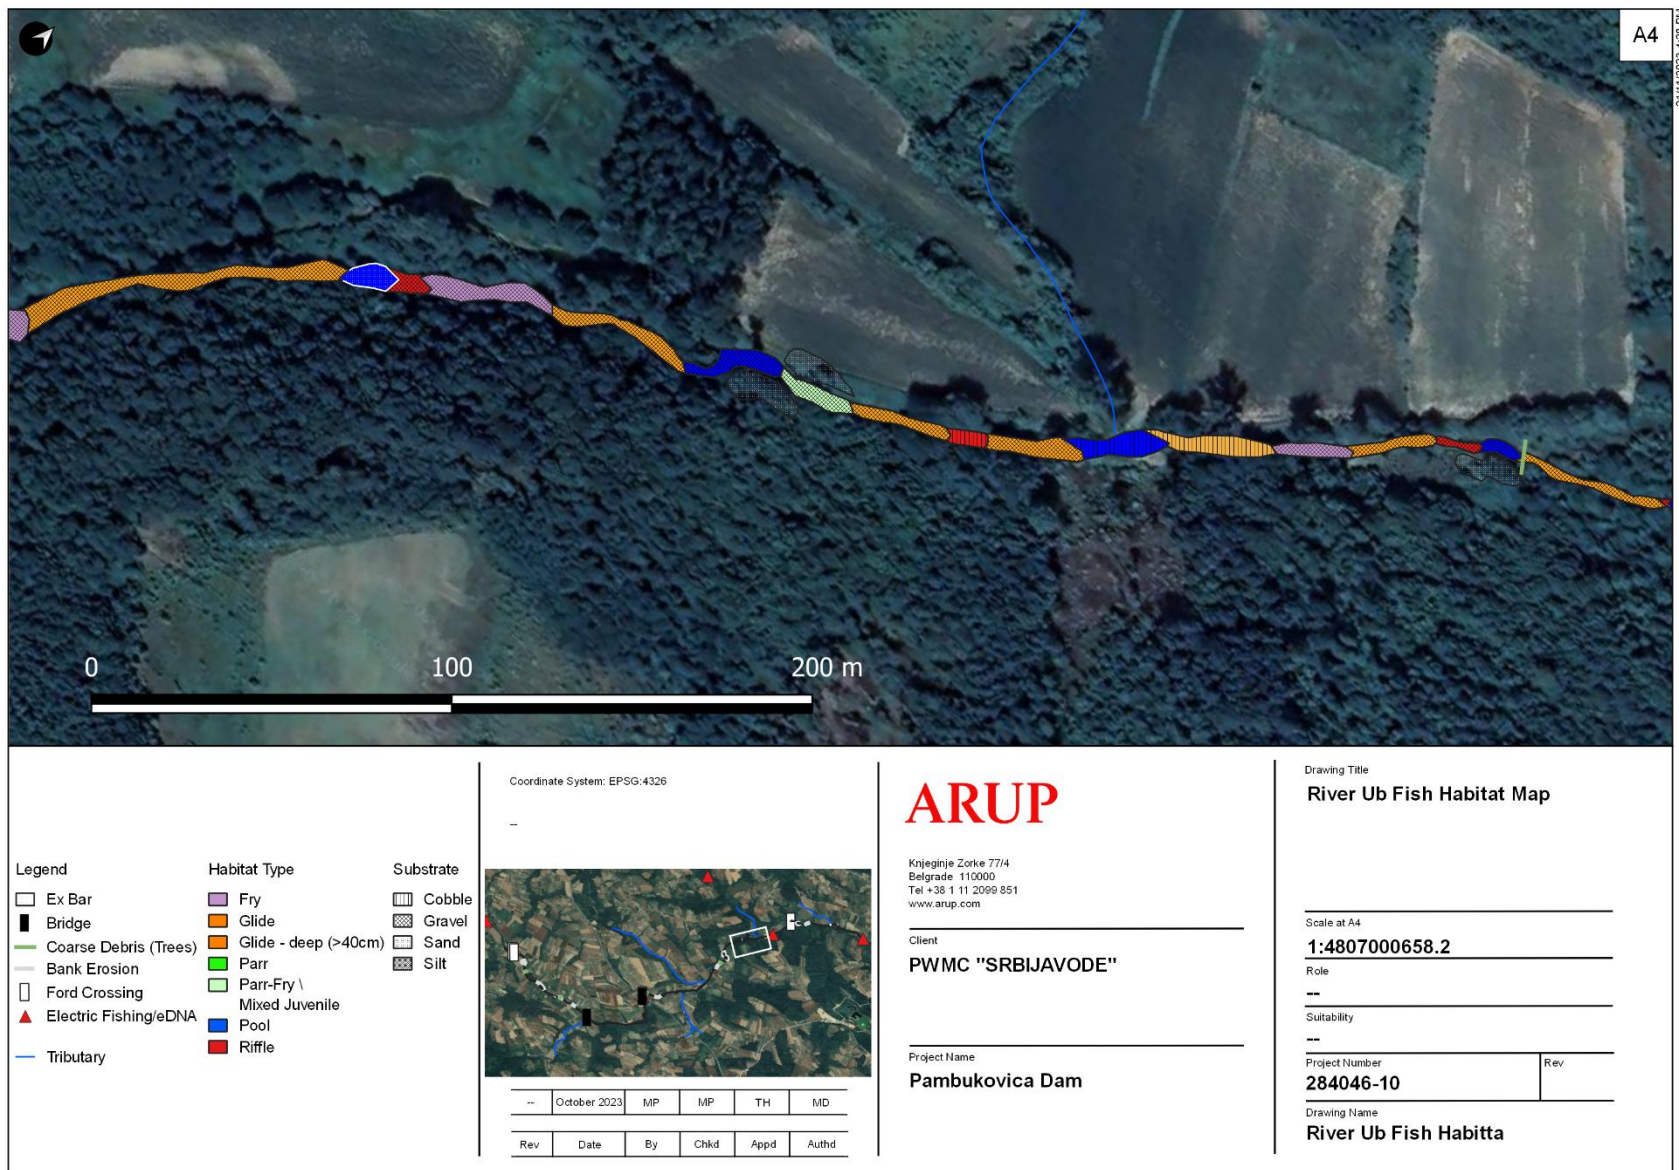 A4
0 100 200 m
Legend
Ex Bar
Bridge
Coarse Debris (Trees)
Bank Erosion
Ford Crossing
Electric Fishing/eDNA
Tributary
Habitat Type
Fry
Glide
Glide - deep (>40cm)
Parr
Parr-Fry \
Mixed Juvenile
Pool
Riffle
Substrate
Cobble
Gravel
Sand
Silt
Coordinate System: EPSG:4326
--
-- October 2023 MP MP TH MD
Rev Date By Chkd Appd Authd
ARUP
Knjeginje Zorke 77/4
Belgrade 110000
Tel +38 1 11 2099 851
www.arup.com
Client
PWMC "SRBIJAVODE"
Project Name
Pambukovica Dam
Drawing Title
River Ub Fish Habitat Map
Scale at A4
1:4807000658.2
Role
--
Suitability
--
Project Number Rev
284046-10
Drawing Name
River Ub Fish Habitta